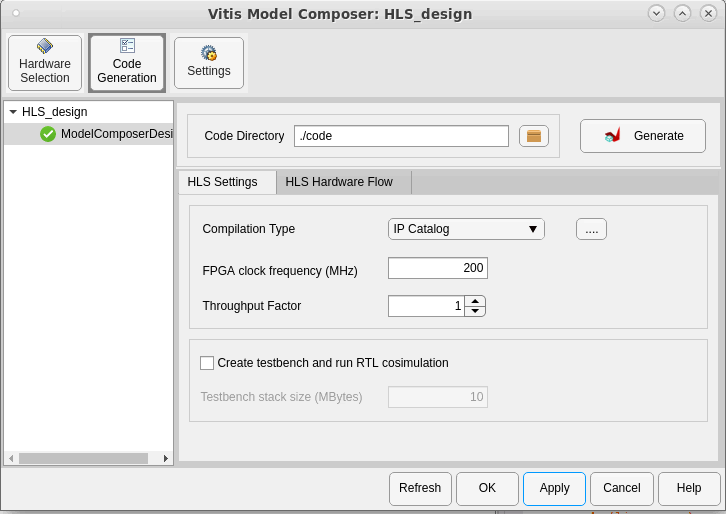 Vitis Model Composer: HLS_design
Hardware
Selection
Code
Generation
Settings
HLS_design
ModelComposerDesi
Code Directory
./code
Generate
HLS Settings
HLS Hardware Flow
Compilation Type
IP Catalog
....
FPGA clock frequency (MHz)
200
Throughput Factor
1
Create testbench and run RTL cosimulation
Testbench stack size (MBytes)
10
Refresh
OK
Apply
Cancel
Help